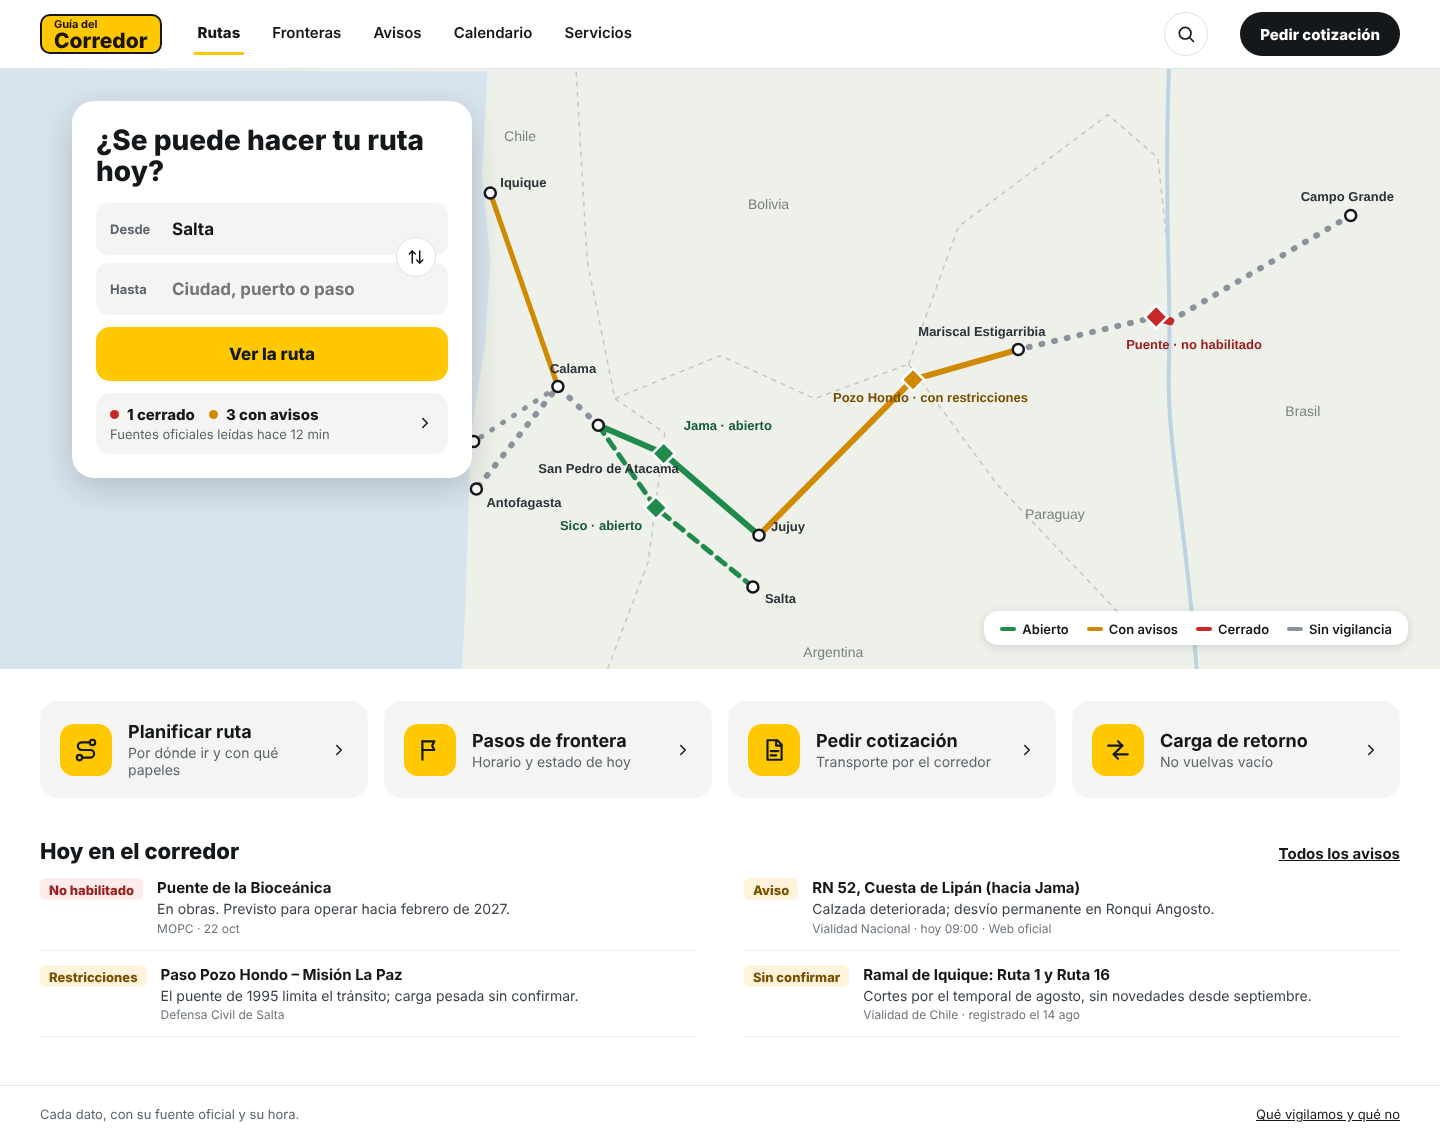 Guía del
Corredor
Rutas
Fronteras
Avisos
Calendario
Servicios
Pedir cotización
¿Se puede hacer tu ruta
hoy?
Desde
Salta
Hasta
Ciudad, puerto o paso
Ver la ruta
1 cerrado
3 con avisos
Fuentes oficiales leídas hace 12 min
Chile
Iquique
Bolivia
Campo Grande
Mariscal Estigarribia
Puente · no habilitado
Calama
Pozo Hondo · con restricciones
Brasil
Jama · abierto
San Pedro de Atacama
Antofagasta
Sico · abierto
Jujuy
Paraguay
Salta
Argentina
Abierto
Con avisos
Cerrado
Sin vigilancia
Planificar ruta
Por dónde ir y con qué
papeles
Pasos de frontera
Horario y estado de hoy
Pedir cotización
Transporte por el corredor
Carga de retorno
No vuelvas vacío
Hoy en el corredor
Todos los avisos
No habilitado
Puente de la Bioceánica
En obras. Previsto para operar hacia febrero de 2027.
MOPC · 22 oct
Aviso
RN 52, Cuesta de Lipán (hacia Jama)
Calzada deteriorada; desvío permanente en Ronqui Angosto.
Vialidad Nacional · hoy 09:00 · Web oficial
Restricciones
Paso Pozo Hondo – Misión La Paz
El puente de 1995 limita el tránsito; carga pesada sin confirmar.
Defensa Civil de Salta
Sin confirmar
Ramal de Iquique: Ruta 1 y Ruta 16
Cortes por el temporal de agosto, sin novedades desde septiembre.
Vialidad de Chile · registrado el 14 ago
Cada dato, con su fuente oficial y su hora.
Qué vigilamos y qué no